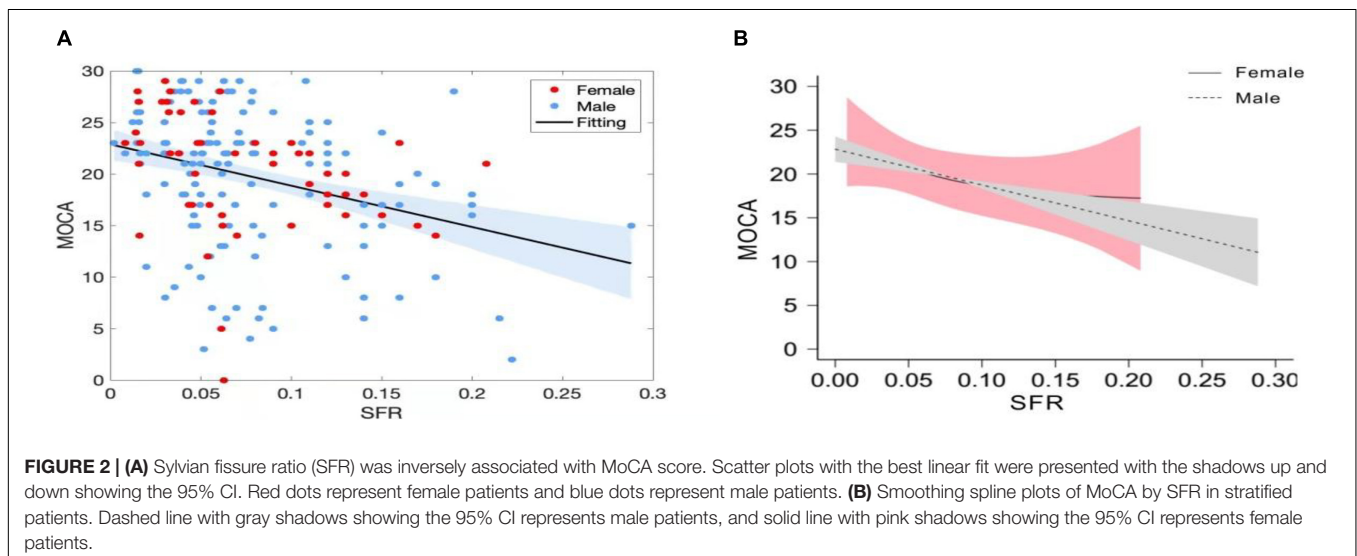 A
B
30
25
20
15
10
5
0
MOCA
0
0.05
0.1
0.15
0.2
0.25
0.3
SFR
Female
Male
Fitting
30
25
20
15
10
5
0
MOCA
0.00
0.05
0.10
0.15
0.20
0.25
SFR
Female
Male
FIGURE 2 | (A) Sylvian fissure ratio (SFR) was inversely associated with MoCA score. Scatter plots with the best linear fit were presented with the shadows up and
down showing the 95% CI. Red dots represent female patients and blue dots represent male patients. (B) Smoothing spline plots of MoCA by SFR in stratified
patients. Dashed line with gray shadows showing the 95% CI represents male patients, and solid line with pink shadows showing the 95% CI represents female
patients.